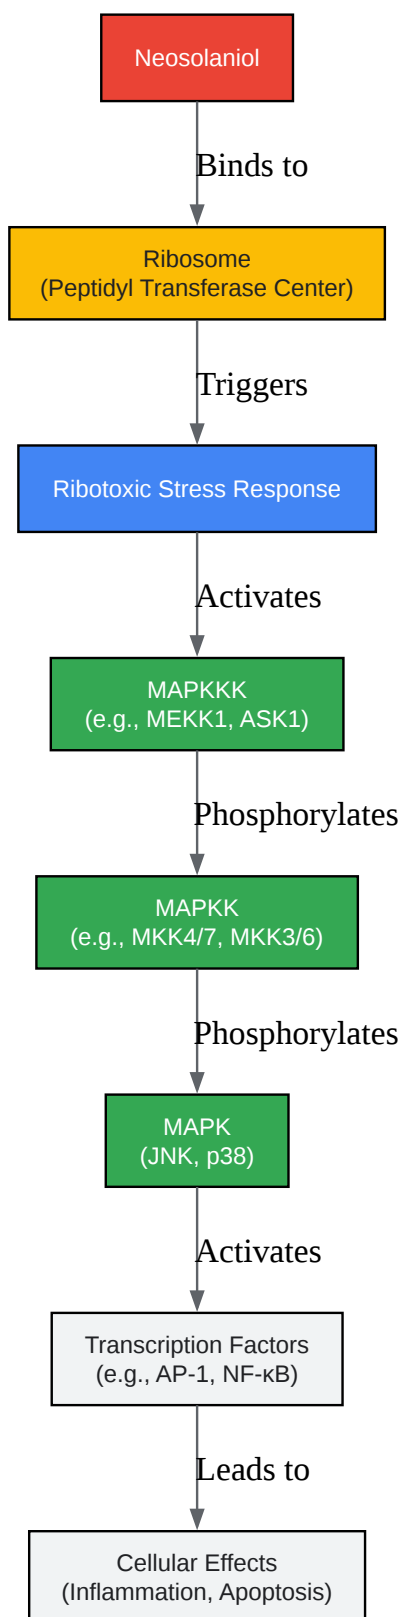 Neosolaniol
Binds to
Ribosome
(Peptidyl Transferase Center)
Triggers
Ribotoxic Stress Response
Activates
MAPKKK
(e.g., MEKK1, ASK1)
Phosphorylates
MAPKK
(e.g., MKK4/7, MKK3/6)
Phosphorylates
MAPK
(JNK, p38)
Activates
Transcription Factors
(e.g., AP-1, NF-κB)
Leads to
Cellular Effects
(Inflammation, Apoptosis)